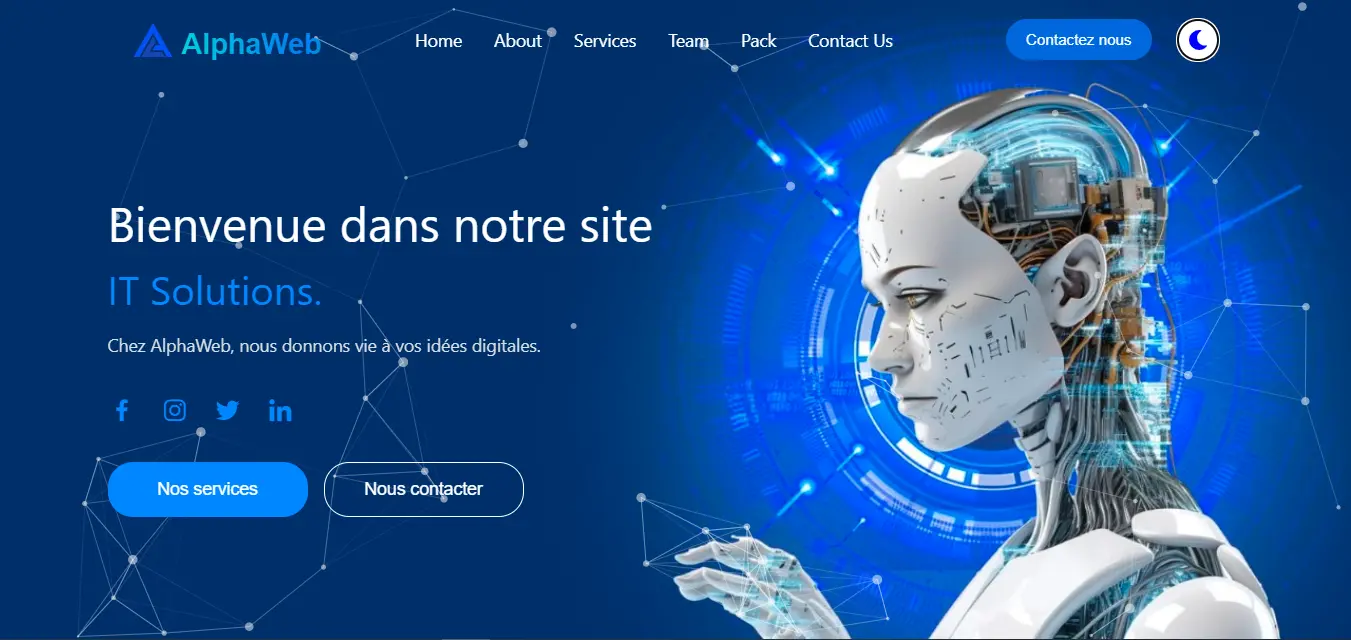 AlphaWeb
Home About Services Team Pack Contact Us Contactez nous
Bienvenue dans notre site
IT Solutions.
Chez AlphaWeb, nous donnons vie à vos idées digitales.
Nos services Nous contacter